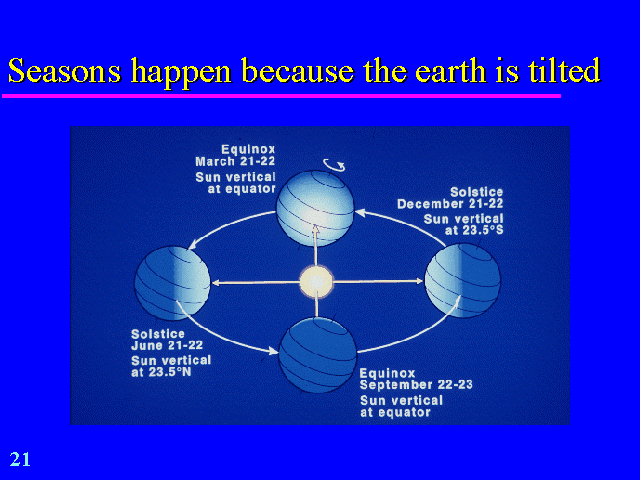 Seasons happen because the earth is tilted
Equinox
March 21-22
Sun vertical
at equator
Solstice
December 21-22
Sun vertical
at 23.5°S
Solstice
June 21-22
Sun vertical
at 23.5°N
Equinox
September 22-23
Sun vertical
at equator
21